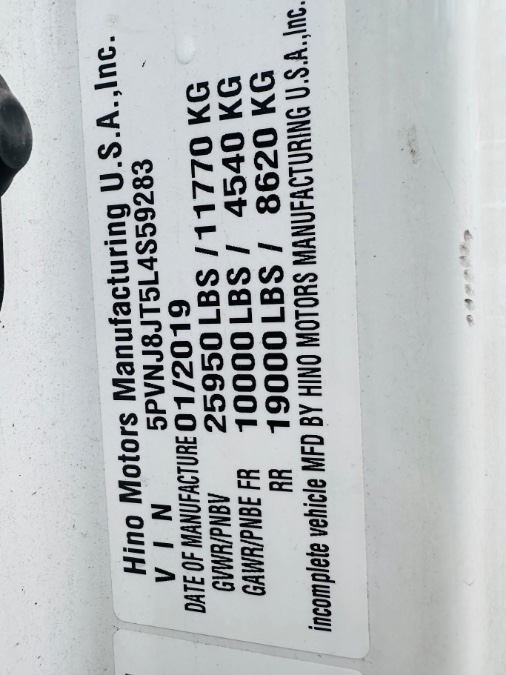 Hino Motors Manufacturing U.S.A.,Inc.
V I N 5PVNJ8JT5L4S59283
DATE OF MANUFACTURE 01/2019
GVWR/PNBV 25950 LBS / 11770 KG
GAWR/PNBE FR 10000 LBS / 4540 KG
RR 19000 LBS / 8620 KG
incomplete vehicle MFD BY HINO MOTORS MANUFACTURING U.S.A.,Inc.